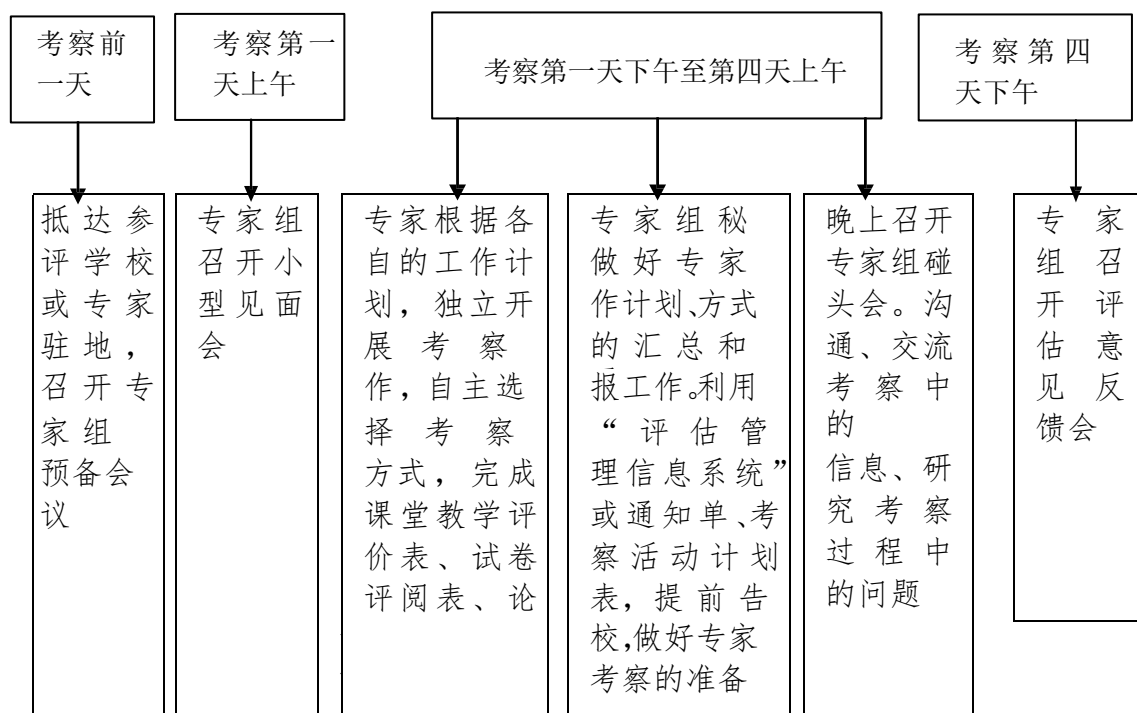 考察前
一天
考察第一
天上午
考察第一天下午至第四天上午
考察第四
天下午
抵达参
评学校
或专家
驻地，
召开专
家组
预备会
议
专家组
召开小
型见面
会
专家根据各
自的工作计
划，独立开
展考察
作，自主选
择考察
方式，完成
课堂教学评
价表、试卷
评阅表、论
专家组秘
做好专家
作计划、方式
的汇总和
报工作。利用
“评估管
理信息系统”
或通知单、考
察活动计划
表，提前告
校，做好专家
考察的准备
晚上召开
专家组碰
头会。沟
通、交流
考察中
的
信息、研
究考察
过程中
的问题
专家
组召
开评
估意
见反
馈会